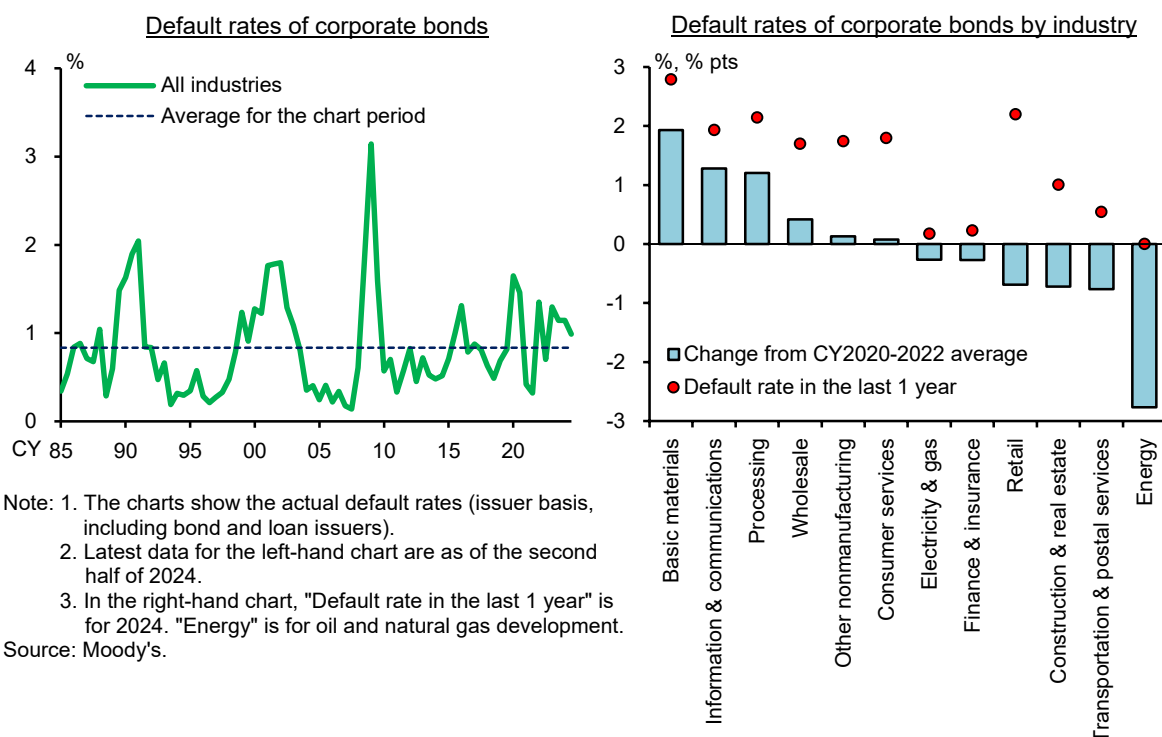 Default rates of corporate bonds
%
4
3
2
1
0
All industries
Average for the chart period
CY 85 90 95 00 05 10 15 20
Default rates of corporate bonds by industry
%, % pts
3
2
1
0
-1
-2
-3
Change from CY2020-2022 average
Default rate in the last 1 year
Basic materials
Information & communications
Processing
Wholesale
Other nonmanufacturing
Consumer services
Electricity & gas
Finance & insurance
Retail
Construction & real estate
Transportation & postal services
Energy
Note: 1. The charts show the actual default rates (issuer basis,
including bond and loan issuers).
2. Latest data for the left-hand chart are as of the second
half of 2024.
3. In the right-hand chart, "Default rate in the last 1 year" is
for 2024. "Energy" is for oil and natural gas development.
Source: Moody's.